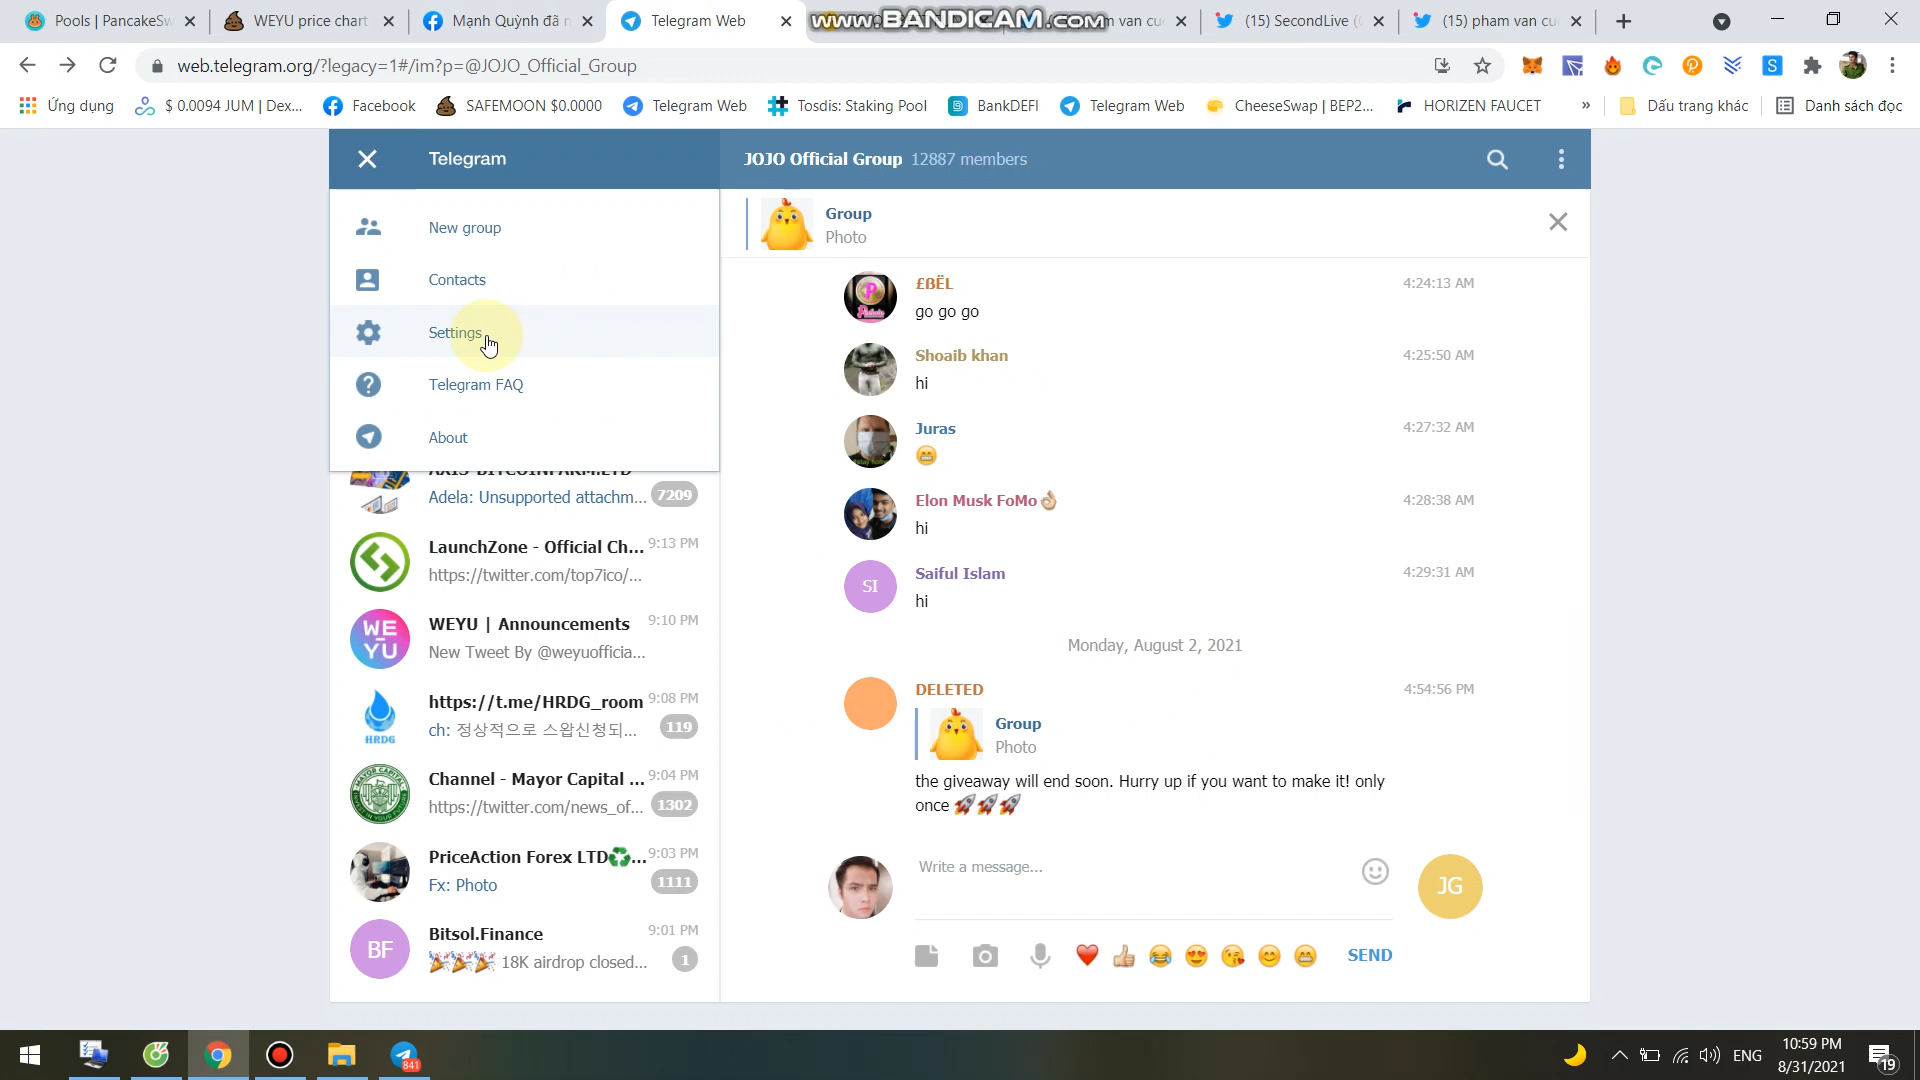 Pools | PancakeSw
WEYU price chart
Mạnh Quỳnh đã n
Telegram Web
www.BANDICAM.com
m van cuo
(15) SecondLive (
(15) pham van cu
web.telegram.org/?legacy=1#/im?p=@JOJO_Official_Group
Ứng dụng
$ 0.0094 JUM | Dex...
Facebook
SAFEMOON $0.0000
Telegram Web
Tosdis: Staking Pool
BankDEFI
Telegram Web
CheeseSwap | BEP2...
HORIZEN FAUCET
»
Dấu trang khác
Danh sách đọc
Telegram
JOJO Official Group 12887 members
New group
Contacts
Settings
Telegram FAQ
About
Adela: Unsupported attachm... 7209
LaunchZone - Official Ch... 9:13 PM
https://twitter.com/top7ico/...
WE
YU
WEYU | Announcements 9:10 PM
New Tweet By @weyuofficia...
HRDG
https://t.me/HRDG_room 9:08 PM
ch: 정상적으로 스왑신청되... 119
Channel - Mayor Capital ... 9:04 PM
https://twitter.com/news_of... 1302
PriceAction Forex LTD♻️... 9:03 PM
Fx: Photo 1111
BF
Bitsol.Finance 9:01 PM
🎉🎉🎉 18K airdrop closed... 1
Group
Photo
£ßËL 4:24:13 AM
go go go
Shoaib khan 4:25:50 AM
hi
Juras 4:27:32 AM
😁
Elon Musk FoMo👌🏼 4:28:38 AM
hi
SI
Saiful Islam 4:29:31 AM
hi
Monday, August 2, 2021
DELETED 4:54:56 PM
Group
Photo
the giveaway will end soon. Hurry up if you want to make it! only
once 🚀🚀🚀
Write a message...
JG
❤️👍🏼😂😍😘😊😁
SEND
841
ENG
10:59 PM
8/31/2021
19